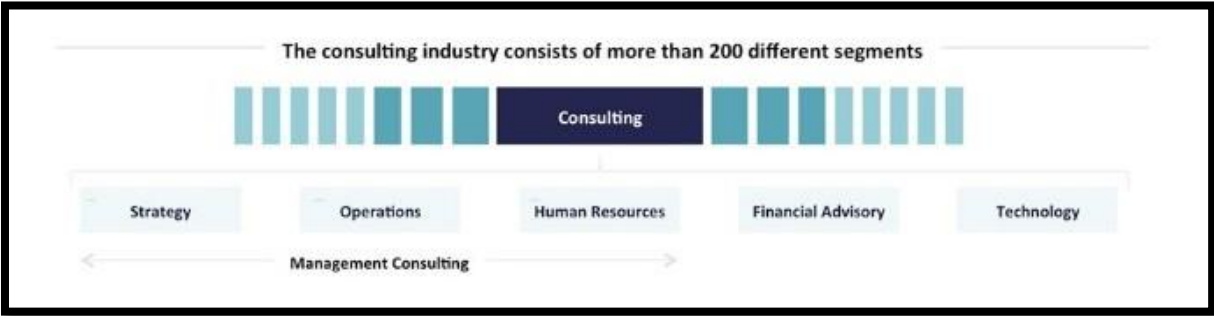 The consulting industry consists of more than 200 different segments
Consulting
Strategy
Operations
Human Resources
Financial Advisory
Technology
Management Consulting